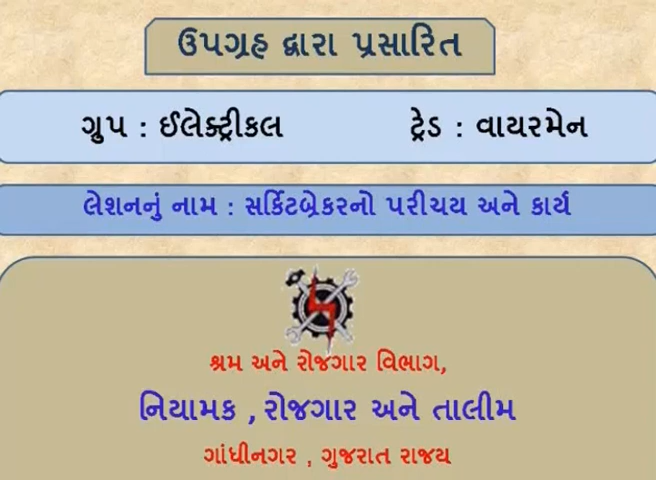 ઉપગ્રહ દ્વારા પ્રસારિત
ગ્રુપ : ઈલેક્ટ્રીકલ ટ્રેડ : વાયરમેન
લેશનનું નામ : સર્કિટબ્રેકરનો પરીચય અને કાર્ય
શ્રમ અને રોજગાર વિભાગ,
નિયામક , રોજગાર અને તાલીમ
ગાંધીનગર , ગુજરાત રાજય